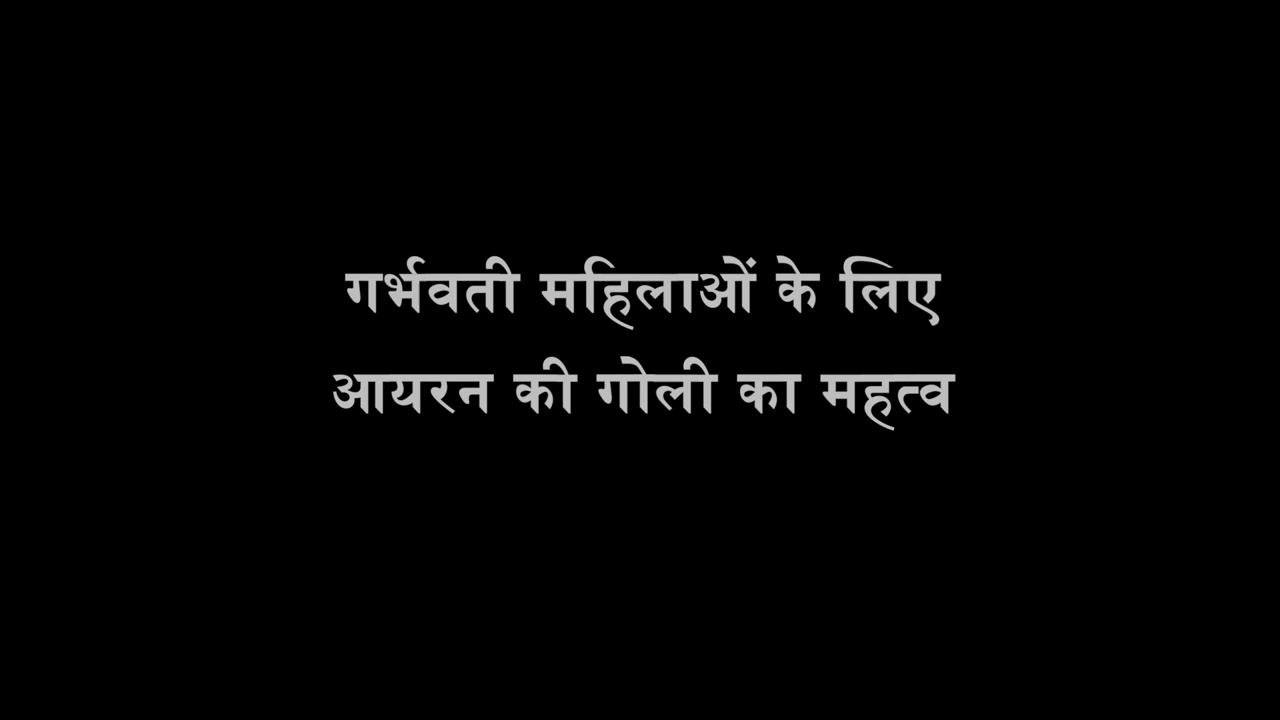 गर्भवती महिलाओं के लिए
आयरन की गोली का महत्व